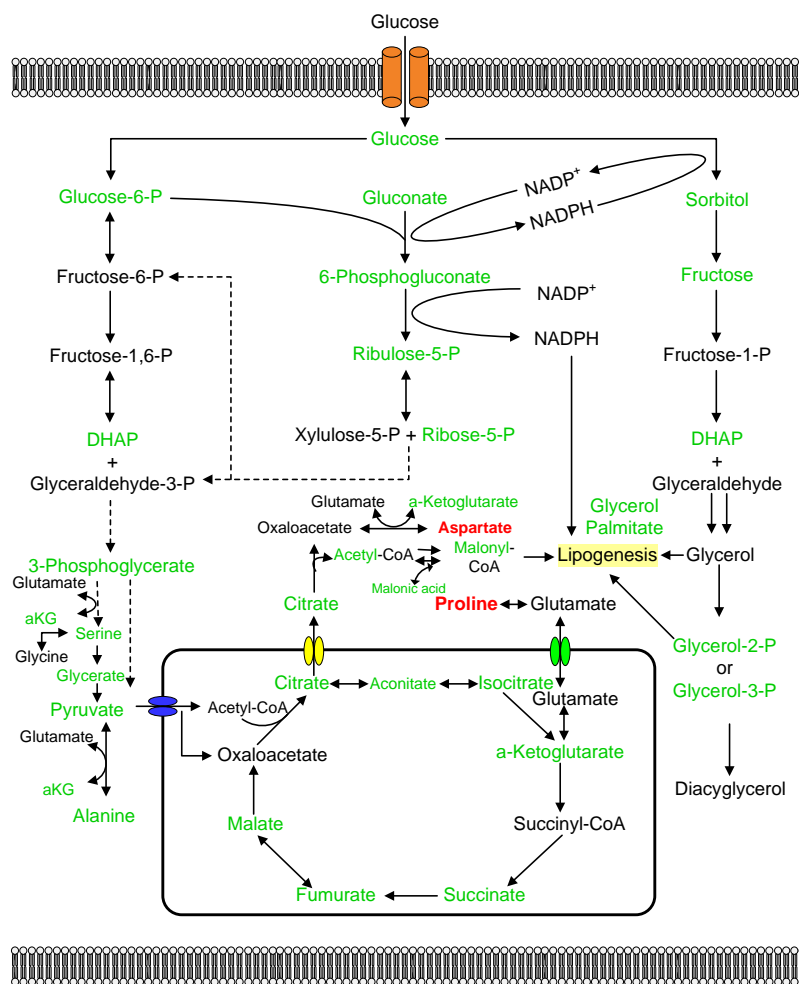 Glucose
Glucose
Glucose-6-P
Gluconate
NADP+
NADPH
Sorbitol
Fructose-6-P
6-Phosphogluconate
NADP+
Fructose
NADPH
Fructose-1,6-P
Ribulose-5-P
Fructose-1-P
DHAP
+
Glyceraldehyde-3-P
Xylulose-5-P + Ribose-5-P
DHAP
+
Glyceraldehyde
Glutamate
a-Ketoglutarate
Glycerol
Palmitate
Oxaloacetate
Aspartate
3-Phosphoglycerate
Acetyl-CoA
Malonyl-
CoA
Lipogenesis
Glycerol
Glutamate
Malonic acid
aKG
Serine
Citrate
Proline
Glutamate
Glycine
Glycerate
Glycerol-2-P
or
Glycerol-3-P
Citrate
Aconitate
Isocitrate
Glutamate
Pyruvate
Acetyl-CoA
Glutamate
Oxaloacetate
a-Ketoglutarate
aKG
Alanine
Malate
Succinyl-CoA
Diacyglycerol
Fumurate
Succinate